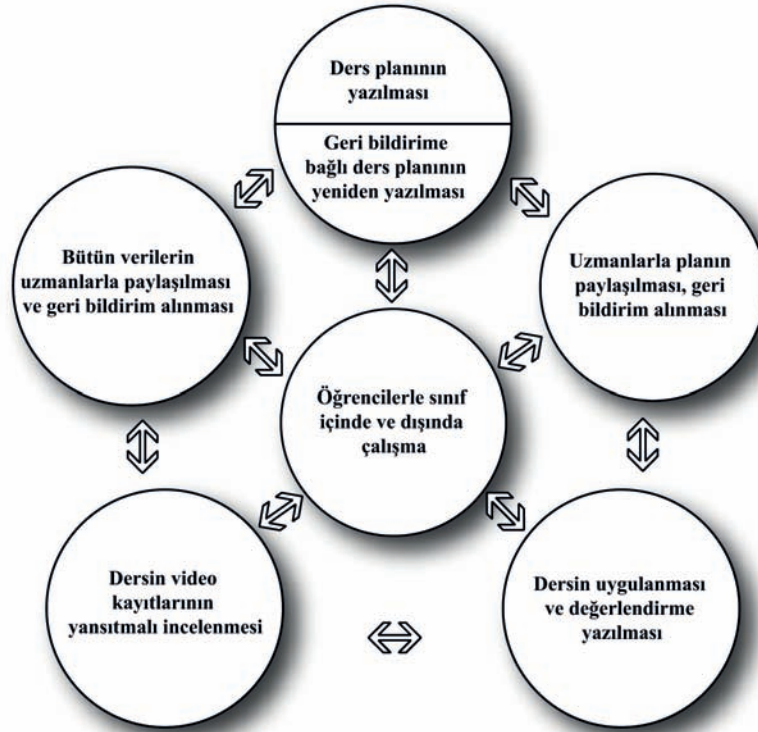 Ders planının
yazılması
Geri bildirime
bağlı ders planının
yeniden yazılması
Bütün verilerin
uzmanlarla paylaşılması
ve geri bildirim alınması
Uzmanlarla planın
paylaşılması, geri
bildirim alınması
Öğrencilerle sınıf
içinde ve dışında
çalışma
Dersin video
kayıtlarının
yansıtmalı incelenmesi
Dersin uygulanması
ve değerlendirme
yazılması